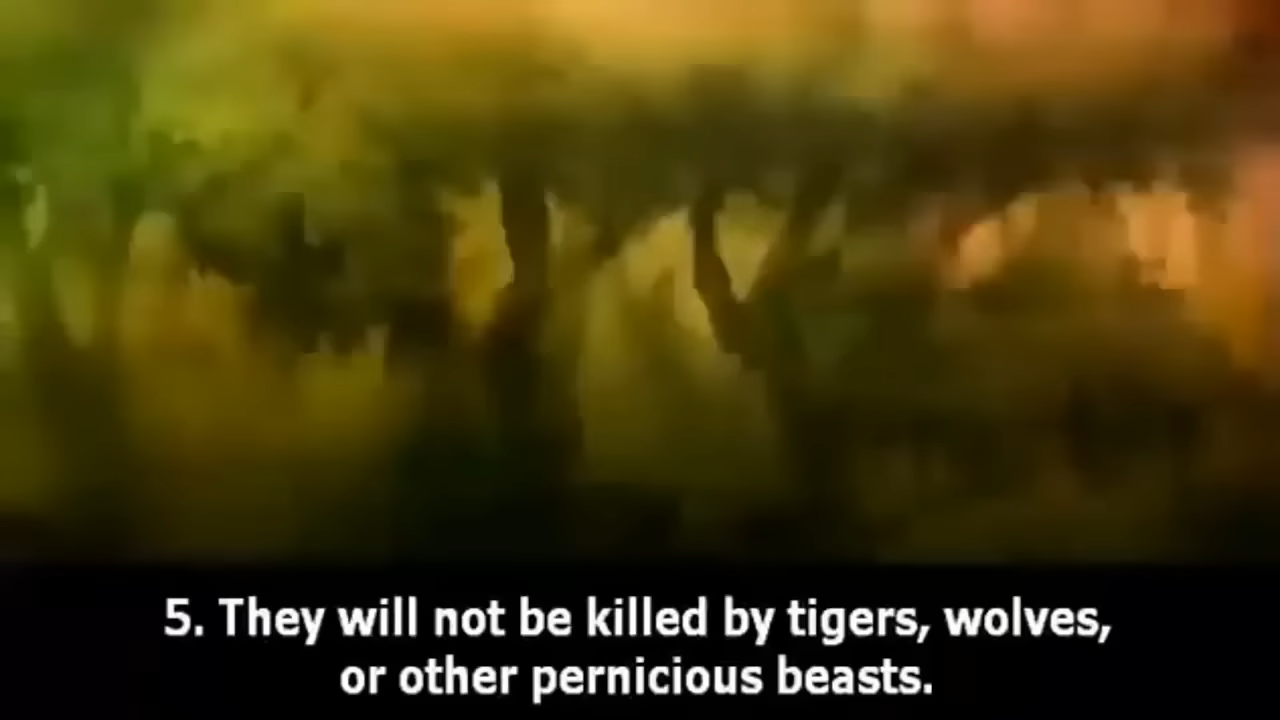 5. They will not be killed by tigers, wolves,
or other pernicious beasts.